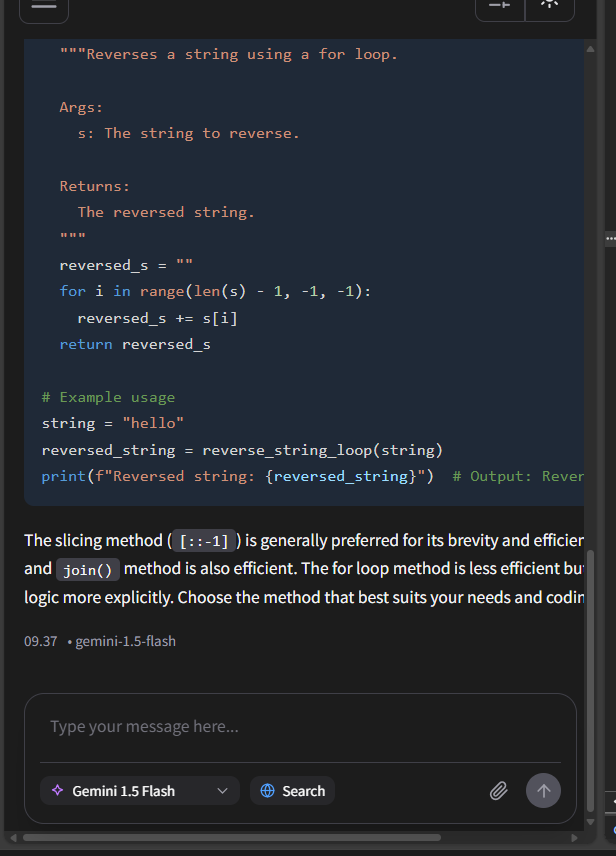 """Reverses a string using a for loop.
Args:
s: The string to reverse.
Returns:
The reversed string.
"""
reversed_s = ""
for i in range(len(s) - 1, -1, -1):
reversed_s += s[i]
return reversed_s
# Example usage
string = "hello"
reversed_string = reverse_string_loop(string)
print(f"Reversed string: {reversed_string}") # Output: Rever
The slicing method ( [::-1] ) is generally preferred for its brevity and efficien
and join() method is also efficient. The for loop method is less efficient bu
logic more explicitly. Choose the method that best suits your needs and codin
09.37 • gemini-1.5-flash
Type your message here...
Gemini 1.5 Flash Search